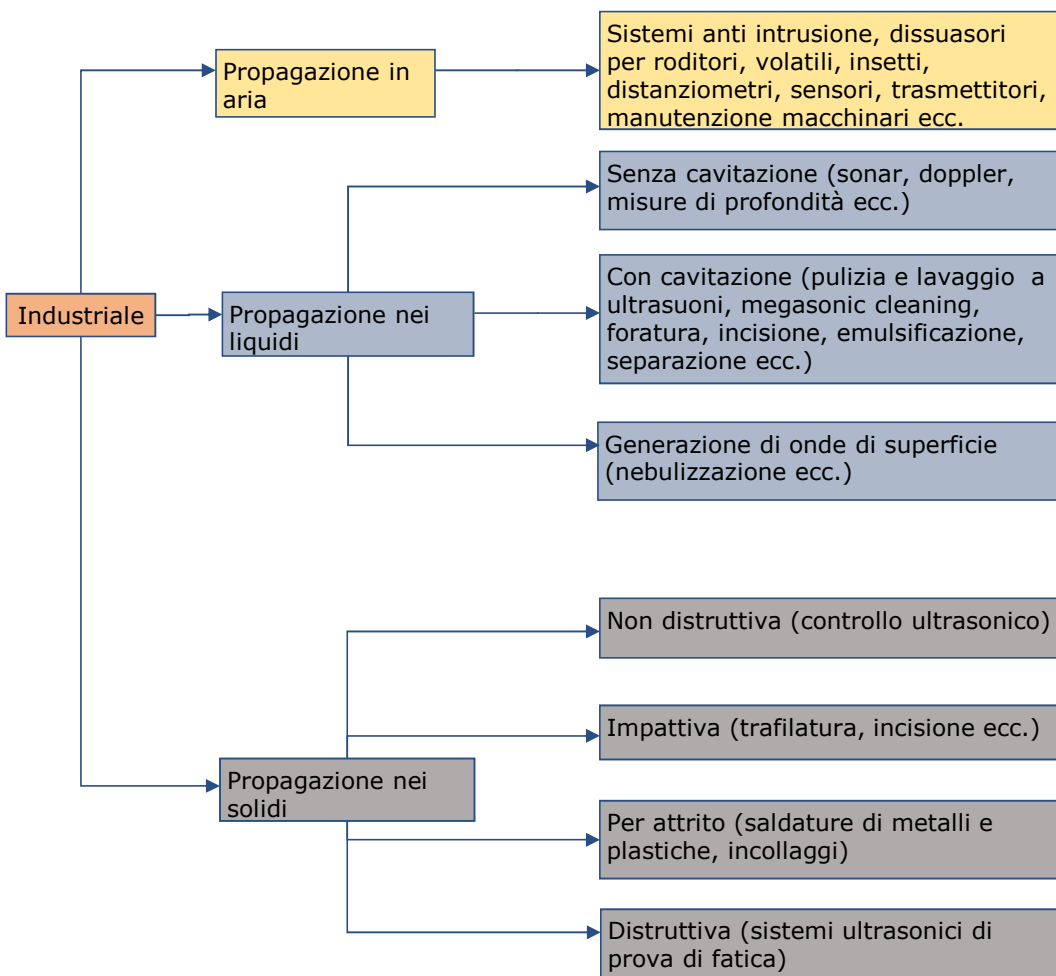 Industriale
Propagazione in
aria
Sistemi anti intrusione, dissuasori
per roditori, volatili, insetti,
distanziometri, sensori, trasmettitori,
manutenzione macchinari ecc.
Propagazione nei
liquidi
Senza cavitazione (sonar, doppler,
misure di profondità ecc.)
Con cavitazione (pulizia e lavaggio  a
ultrasuoni, megasonic cleaning,
foratura, incisione, emulsificazione,
separazione ecc.)
Generazione di onde di superficie
(nebulizzazione ecc.)
Propagazione nei
solidi
Non distruttiva (controllo ultrasonico)
Impattiva (trafilatura, incisione ecc.)
Per attrito (saldature di metalli e
plastiche, incollaggi)
Distruttiva (sistemi ultrasonici di
prova di fatica)